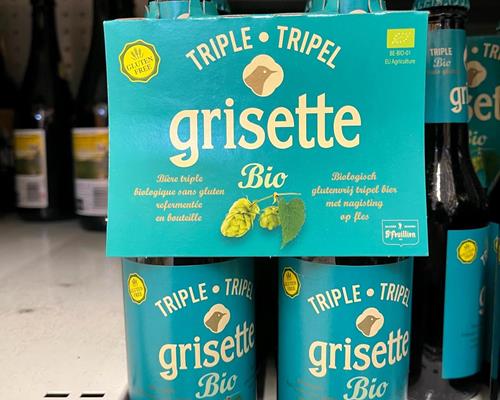 GLUTEN FREE
TRIPLE • TRIPEL
BE-BIO-01
EU Agriculture
grisette
Bio
Bière triple
biologique sans gluten
refermentée
en bouteille
Biologisch
glutenvrij tripel bier
met nagisting
op fles
St Feuillien
TRIPLE • TRIPEL
grisette
Bio
TRIPLE • TRIPEL
grisette
Bio
TRIPLE
Bio